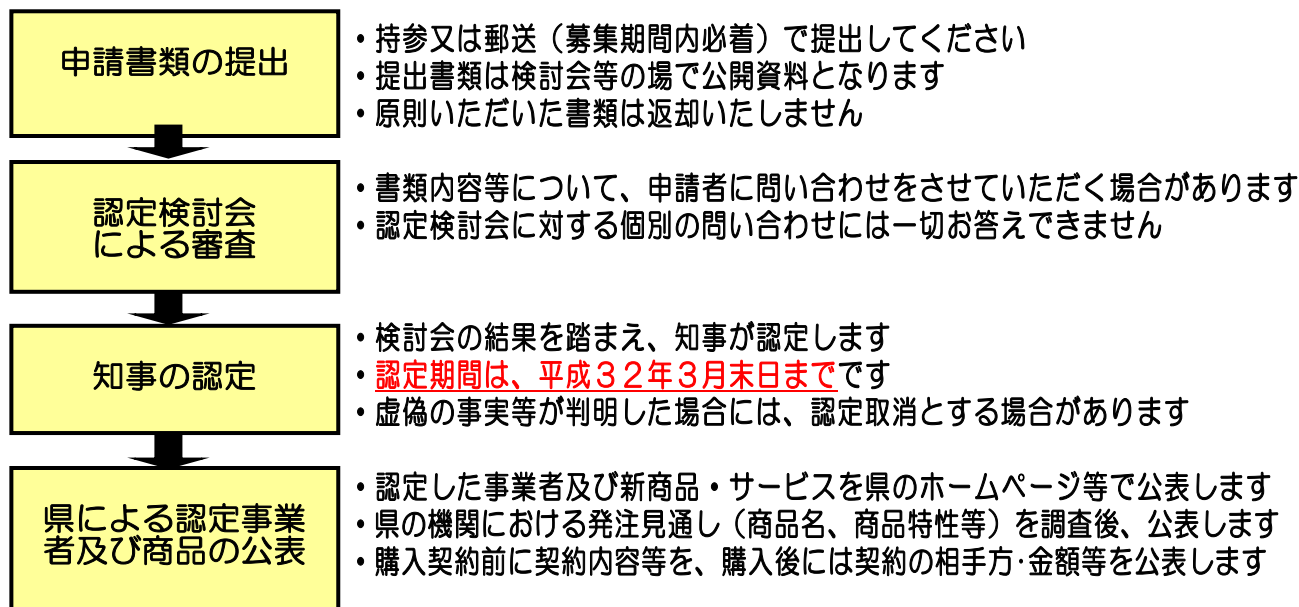 申請書類の提出
・持参又は郵送（募集期間内必着）で提出してください
・提出書類は検討会等の場で公開資料となります
・原則いただいた書類は返却いたしません
認定検討会
による審査
・書類内容等について、申請者に問い合わせをさせていただく場合があります
・認定検討会に対する個別の問い合わせには一切お答えできません
知事の認定
・検討会の結果を踏まえ、知事が認定します
・認定期間は、平成３２年３月末日までです
・虚偽の事実等が判明した場合には、認定取消とする場合があります
県による認定事業
者及び商品の公表
・認定した事業者及び新商品・サービスを県のホームページ等で公表します
・県の機関における発注見通し（商品名、商品特性等）を調査後、公表します
・購入契約前に契約内容等を、購入後には契約の相手方･金額等を公表します